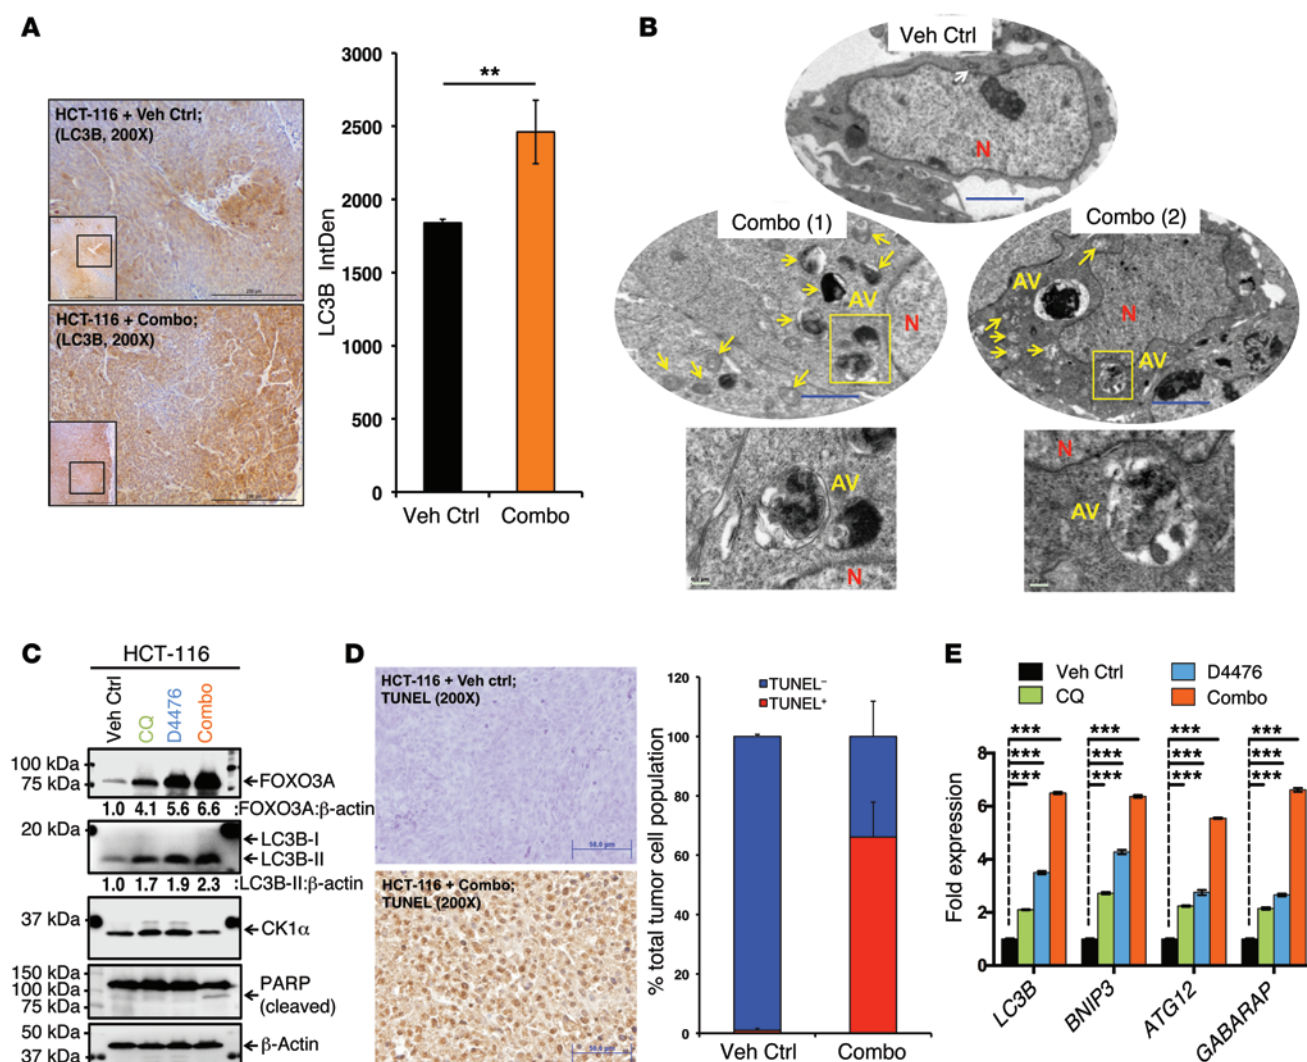 A
HCT-116 + Veh Ctrl;
(LC3B, 200X)
HCT-116 + Combo;
(LC3B, 200X)
LC3B IntDen
3000
2500
2000
1500
1000
500
0
**
Veh Ctrl
Combo
B
Veh Ctrl
N
Combo (1)
AV
N
Combo (2)
AV
N
AV
AV
N
N
AV
C
HCT-116
Veh Ctrl
CQ
D4476
Combo
100 kDa
75 kDa
FOXO3A
1.0 4.1 5.6 6.6 :FOXO3A:β-actin
20 kDa
LC3B-I
LC3B-II
1.0 1.7 1.9 2.3 :LC3B-II:β-actin
37 kDa
CK1α
150 kDa
100 kDa
75 kDa
PARP
(cleaved)
50 kDa
37 kDa
β-Actin
D
HCT-116 + Veh ctrl;
TUNEL (200X)
50.0 μm
HCT-116 + Combo;
TUNEL (200X)
50.0 μm
% total tumor cell population
120
100
80
60
40
20
0
TUNEL⁻
TUNEL⁺
Veh Ctrl
Combo
E
Veh Ctrl
CQ
D4476
Combo
Fold expression
8
6
4
2
0
***
***
***
***
***
***
***
***
***
***
***
***
LC3B
BNIP3
ATG12
GABARAP